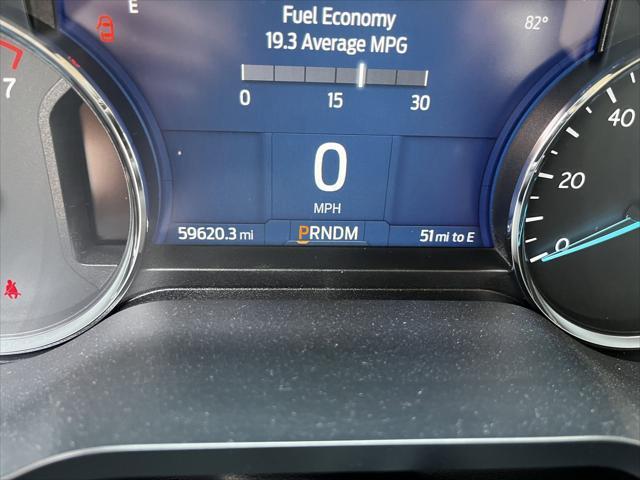 E
Fuel Economy
82°
19.3 Average MPG
0 15 30
7
40
20
0
0
MPH
59620.3 mi
PRNDM
51 mi to E